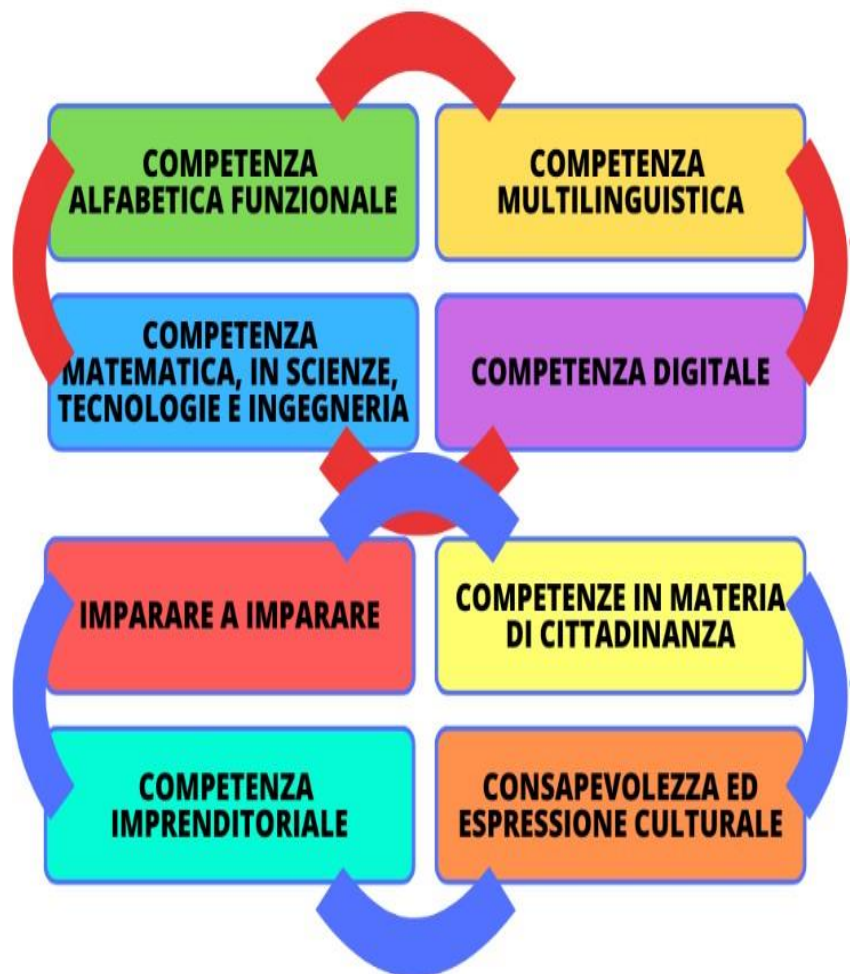 COMPETENZA
ALFABETICA FUNZIONALE
COMPETENZA
MULTILINGUISTICA
COMPETENZA
MATEMATICA, IN SCIENZE,
TECNOLOGIE E INGEGNERIA
COMPETENZA DIGITALE
IMPARARE A IMPARARE
COMPETENZE IN MATERIA
DI CITTADINANZA
COMPETENZA
IMPRENDITORIALE
CONSAPEVOLEZZA ED
ESPRESSIONE CULTURALE